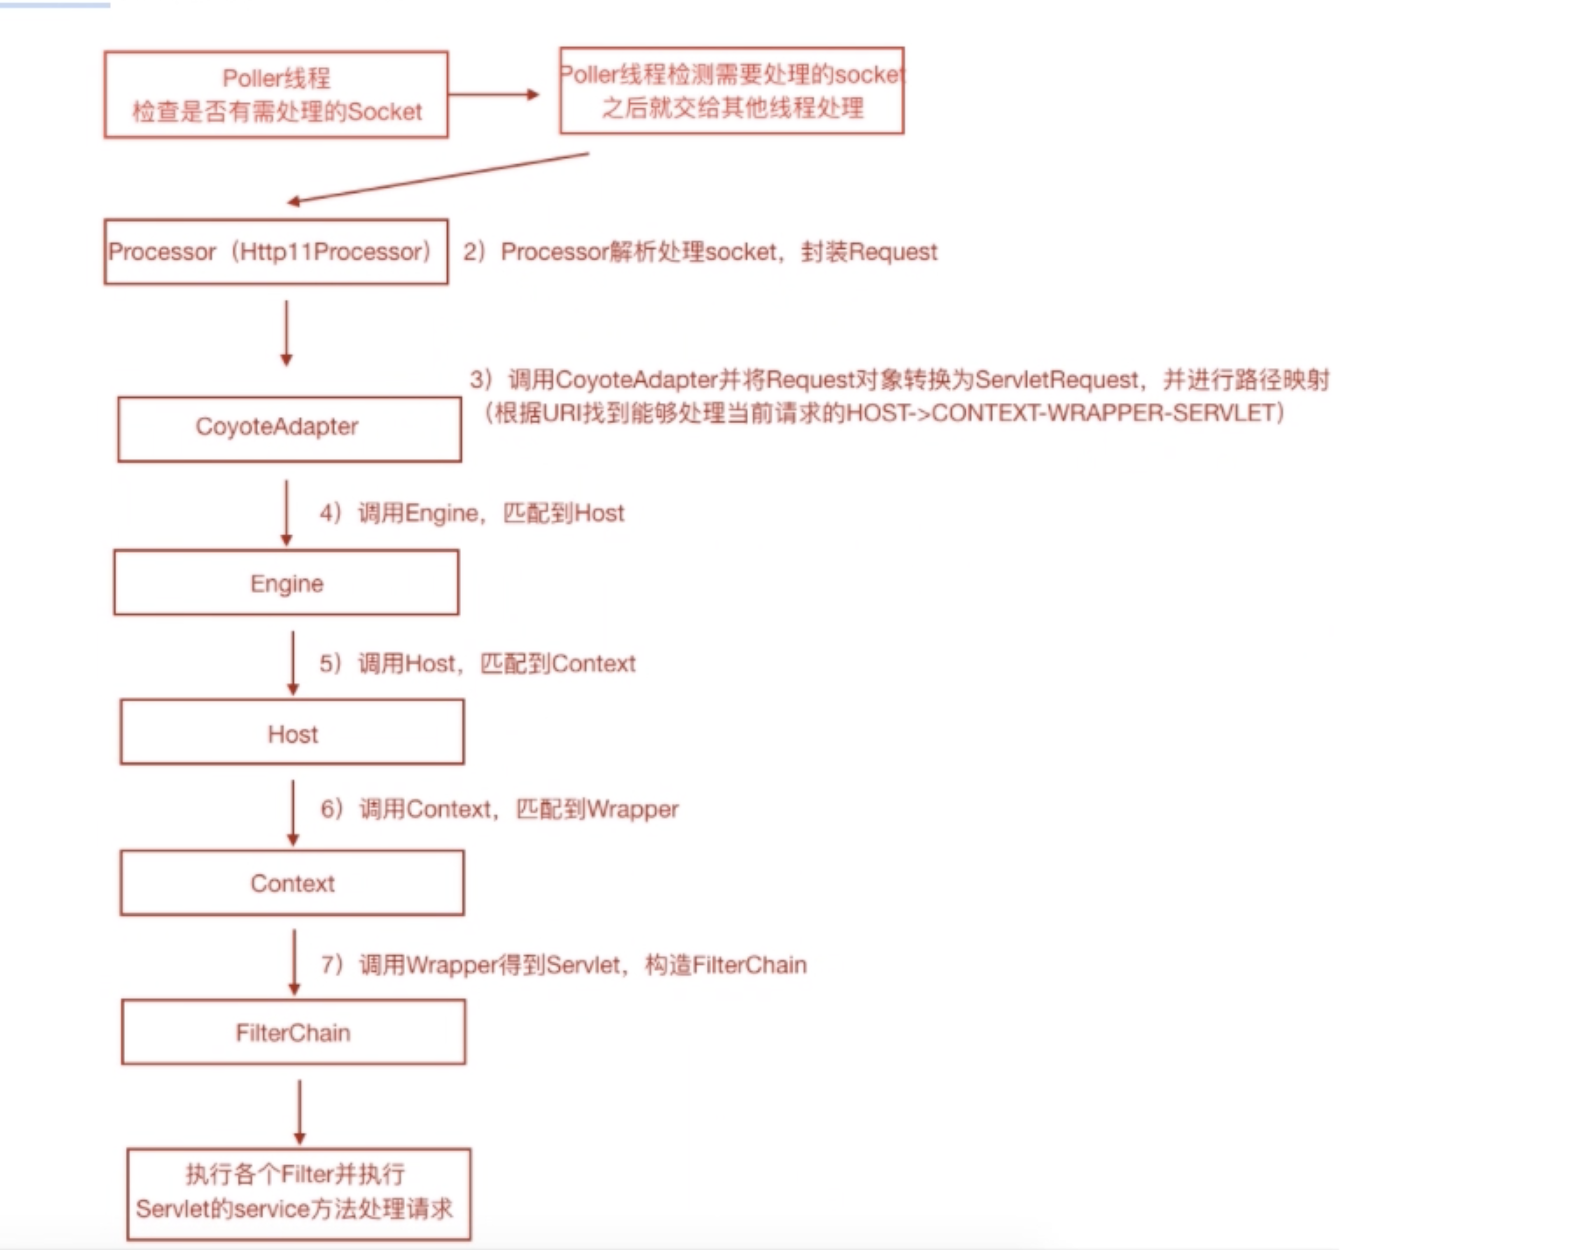 Poller线程
检查是否有需处理的Socket
Poller线程检测需要处理的socket
之后就交给其他线程处理
Processor（Http11Processor）
2）Processor解析处理socket，封装Request
3）调用CoyoteAdapter并将Request对象转换为ServletRequest，并进行路径映射
（根据URI找到能够处理当前请求的HOST->CONTEXT-WRAPPER-SERVLET）
CoyoteAdapter
4）调用Engine，匹配到Host
Engine
5）调用Host，匹配到Context
Host
6）调用Context，匹配到Wrapper
Context
7）调用Wrapper得到Servlet，构造FilterChain
FilterChain
执行各个Filter并执行
Servlet的service方法处理请求